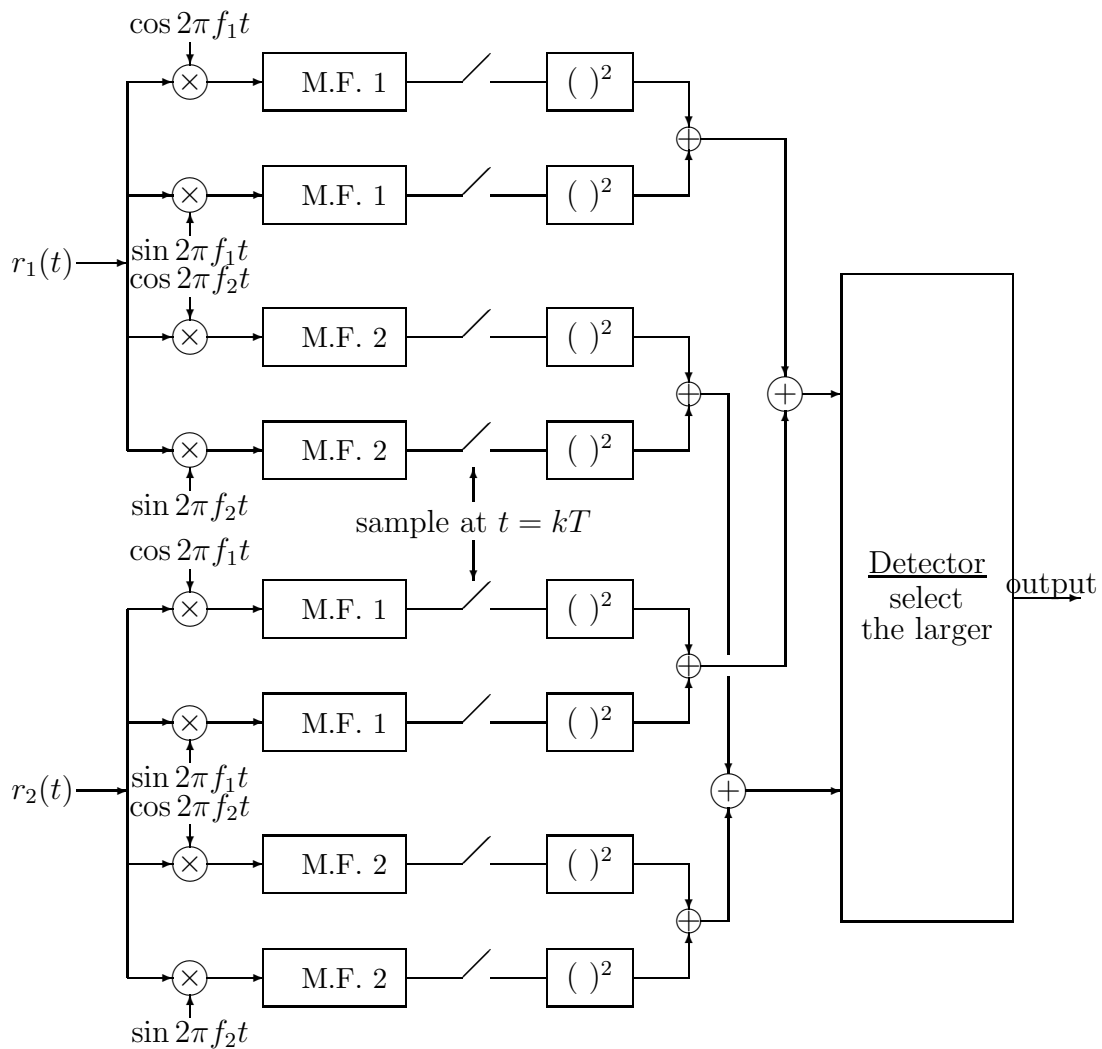 cos 2πf₁t
M.F. 1
( )²
M.F. 1
( )²
sin 2πf₁t
r₁(t)
cos 2πf₂t
M.F. 2
( )²
M.F. 2
( )²
sin 2πf₂t
sample at t = kT
cos 2πf₁t
M.F. 1
( )²
Detector
select
the larger
output
M.F. 1
( )²
sin 2πf₁t
r₂(t)
cos 2πf₂t
M.F. 2
( )²
M.F. 2
( )²
sin 2πf₂t